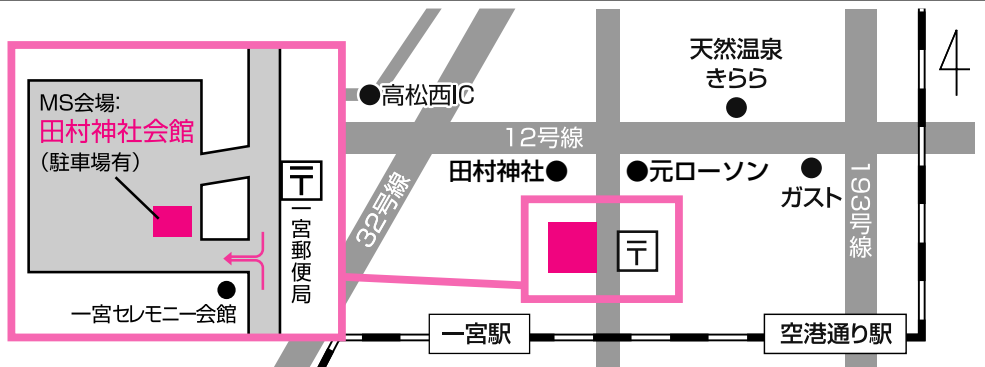 MS会場:
田村神社会館
（駐車場有）
〒
一宮郵便局
一宮セレモニー会館
高松西IC
天然温泉
きらら
12号線
田村神社
元ローソン
ガスト
32号線
193号線
〒
一宮駅
空港通り駅
4